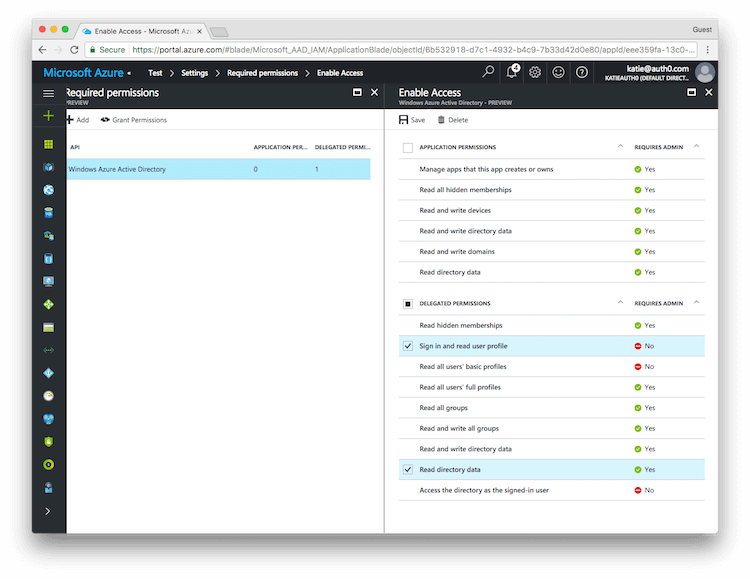 Enable Access - Microsoft Az
Guest
Secure https://portal.azure.com/#blade/Microsoft_AAD_IAM/ApplicationBlade/objectId/6b532918-d7c1-4932-b4c9-7b33d42d0e80/appId/eee359fa-13c0-...
Microsoft Azure Test Settings Required permissions Enable Access
4
katie@auth0.com
KATIEAUTH0 (DEFAULT DIRECT...
Required permissions
PREVIEW
Add Grant Permissions
API APPLICATION PER... DELEGATED PERMI...
Windows Azure Active Directory 0 1
Enable Access
Windows Azure Active Directory - PREVIEW
Save Delete
APPLICATION PERMISSIONS REQUIRES ADMIN
Manage apps that this app creates or owns Yes
Read all hidden memberships Yes
Read and write devices Yes
Read and write directory data Yes
Read and write domains Yes
Read directory data Yes
DELEGATED PERMISSIONS REQUIRES ADMIN
Read hidden memberships Yes
Sign in and read user profile No
Read all users' basic profiles No
Read all users' full profiles Yes
Read all groups Yes
Read and write all groups Yes
Read and write directory data Yes
Read directory data Yes
Access the directory as the signed-in user No